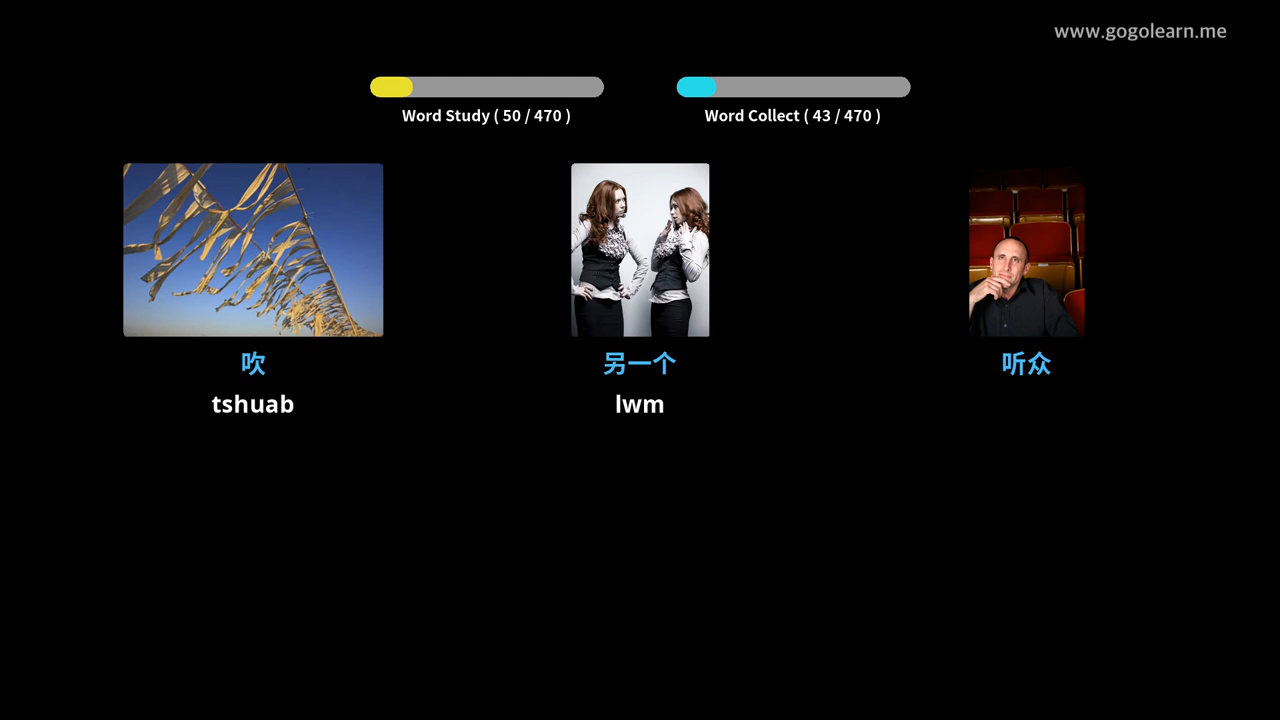 www.gogolearn.me
Word Study ( 50 / 470 )
Word Collect ( 43 / 470 )
吹
另一个
听众
tshuab
lwm